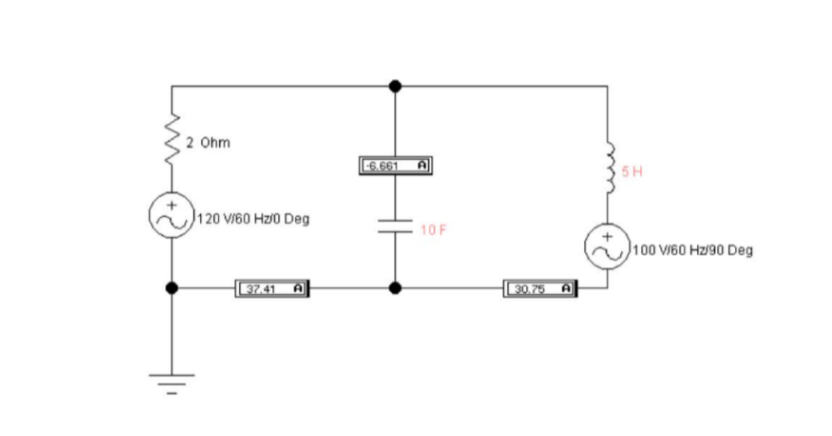 2 Ohm
-6.661 A
5 H
+
120 V/60 Hz/0 Deg
10 F
+
100 V/60 Hz/90 Deg
37.41 A
30.75 A